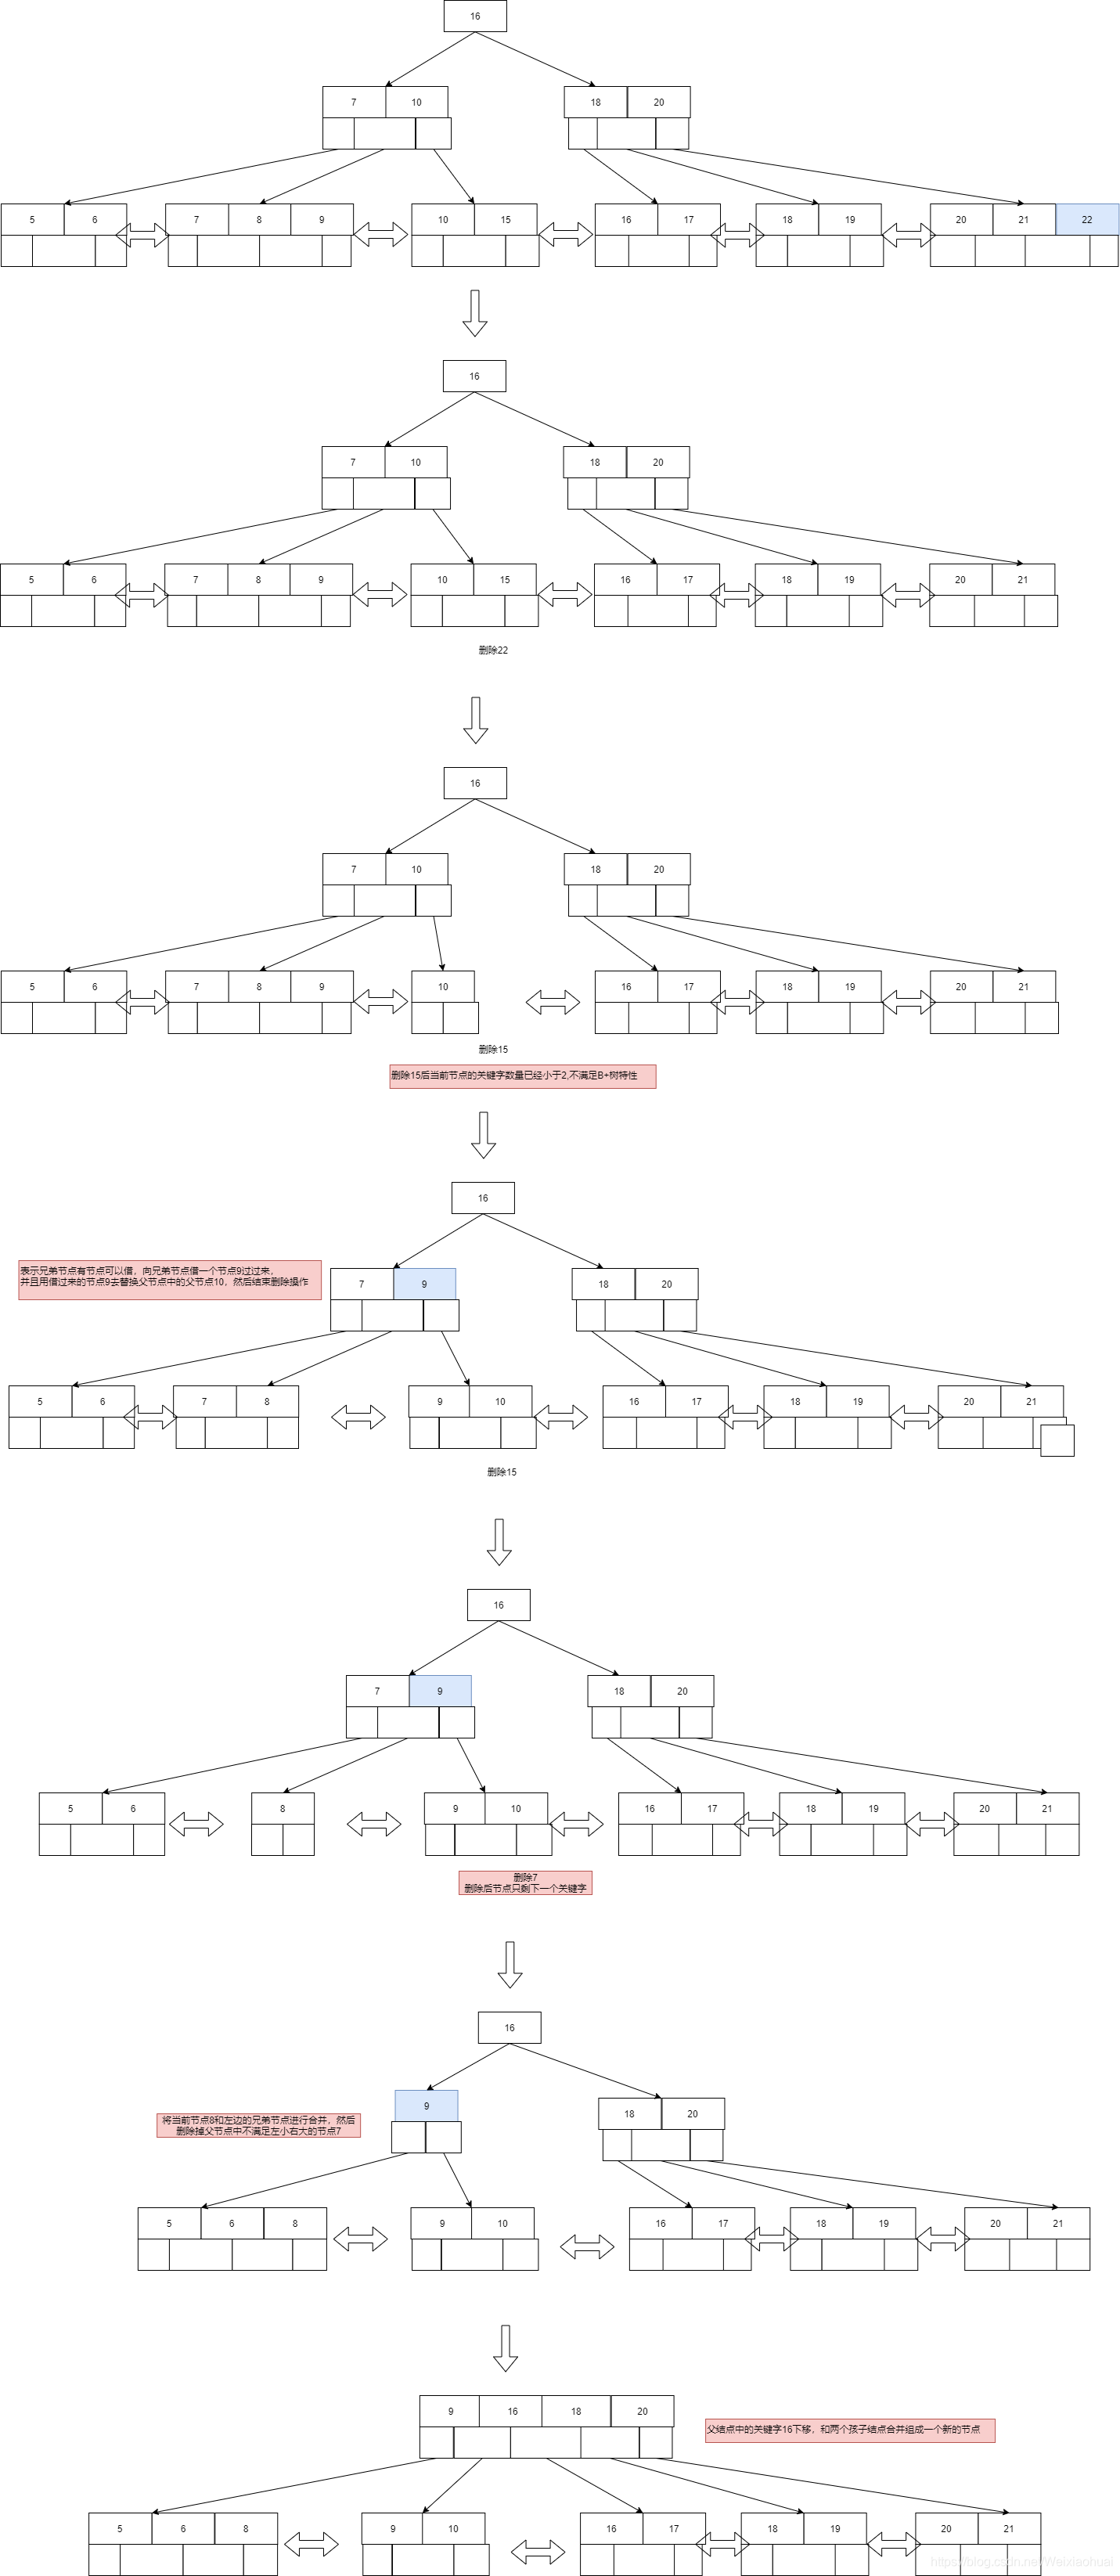 16
7 10 18 20
5 6 7 8 9 10 15 16 17 18 19 20 21 22
16
7 10 18 20
5 6 7 8 9 10 15 16 17 18 19 20 21
删除22
16
7 10 18 20
5 6 7 8 9 10 16 17 18 19 20 21
删除15
删除15后当前节点的关键字数量已经小于2,不满足B+树特性
16
表示兄弟节点有节点可以借，向兄弟节点借一个节点9过过来，
并且用借过来的节点9去替换父节点中的父节点10，然后结束删除操作
7 9 18 20
5 6 7 8 9 10 16 17 18 19 20 21
删除15
16
7 9 18 20
5 6 8 9 10 16 17 18 19 20 21
删除7
删除后节点只剩下一个关键字
16
9 18 20
将当前节点8和左边的兄弟节点进行合并，然后
删除掉父节点中不满足左小右大的节点7
5 6 8 9 10 16 17 18 19 20 21
9 16 18 20
父结点中的关键字16下移，和两个孩子结点合并组成一个新的节点
5 6 8 9 10 16 17 18 19 20 21
https://blog.csdn.net/Weixiaohuai